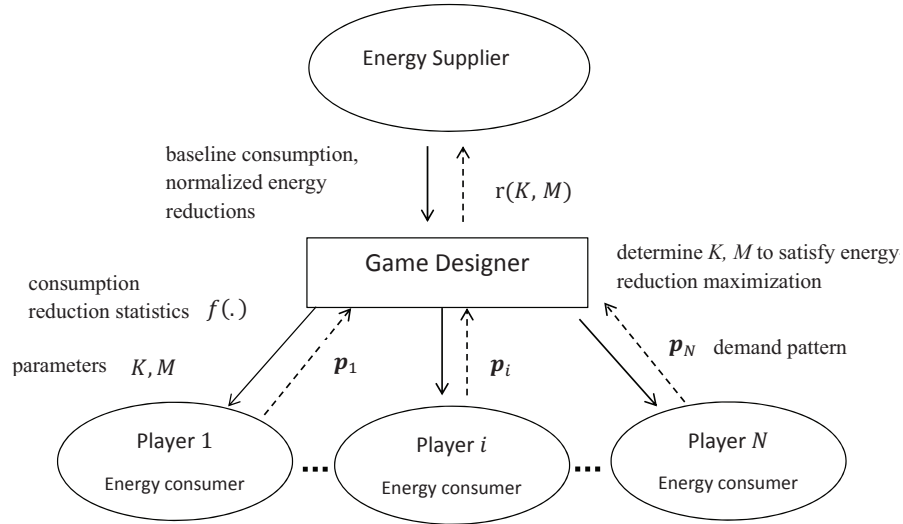 Energy Supplier
baseline consumption,
normalized energy
reductions
r(K, M)
Game Designer
determine K, M to satisfy energy-
reduction maximization
consumption
reduction statistics f(.)
parameters K, M
p₁
pᵢ
p_N demand pattern
Player 1
Energy consumer
...
Player i
Energy consumer
...
Player N
Energy consumer